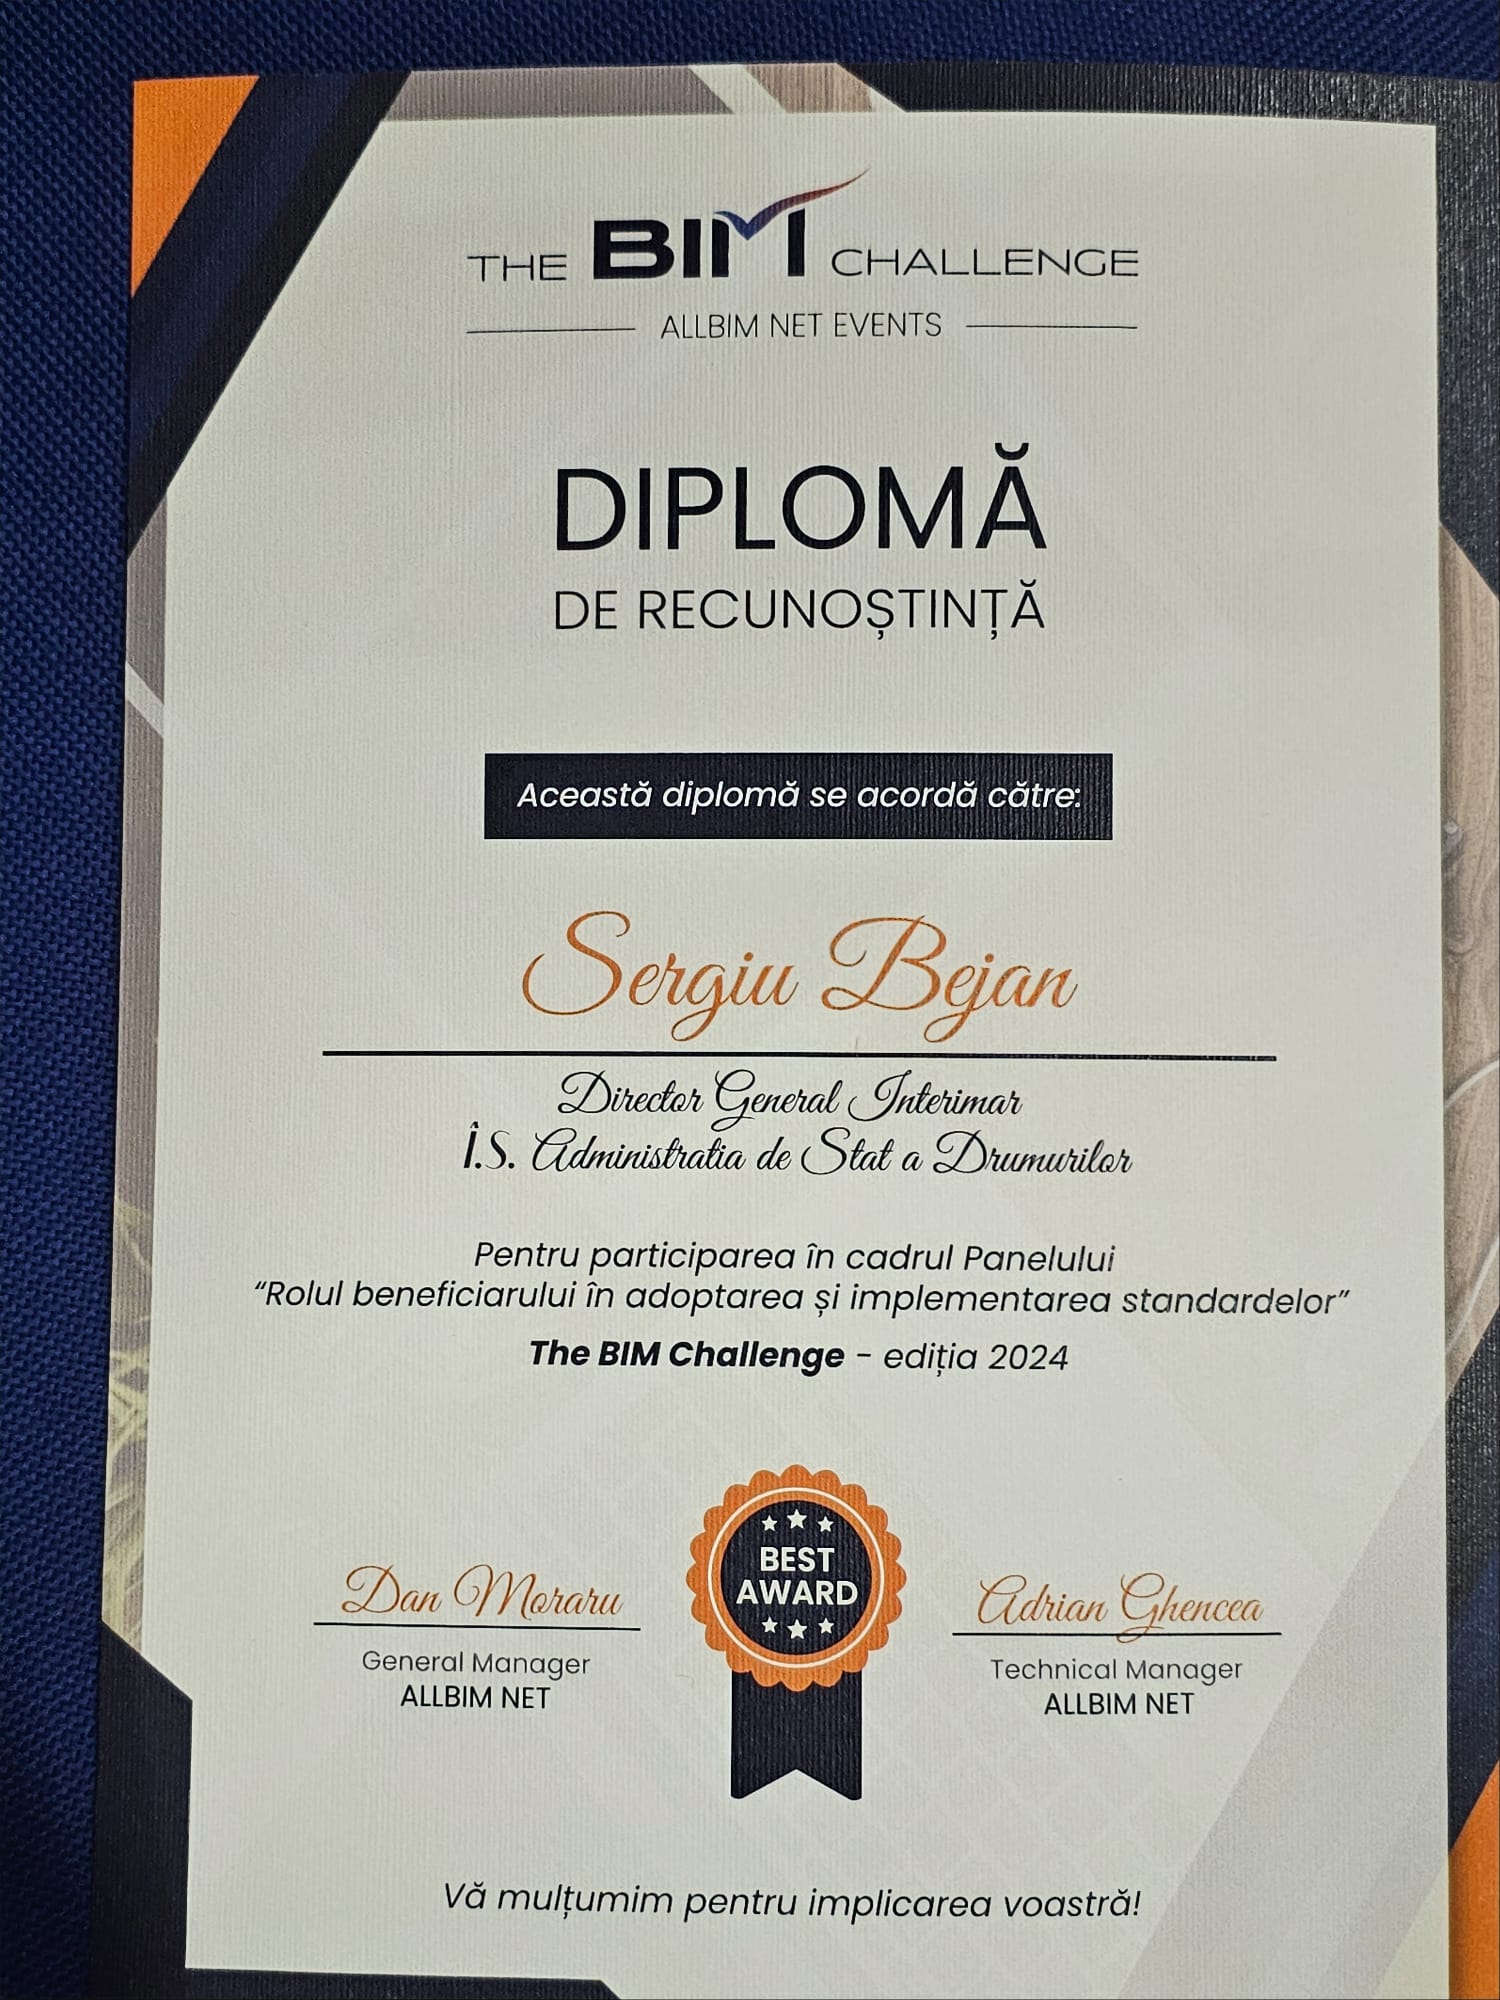 THE BIM CHALLENGE
ALLBIM NET EVENTS
DIPLOMĂ
DE RECUNOȘTINȚĂ
Această diplomă se acordă către:
Sergiu Bejan
Director General Interimar
Î.S. Administratia de Stat a Drumurilor
Pentru participarea în cadrul Panelului
“Rolul beneficiarului în adoptarea și implementarea standardelor”
The BIM Challenge - ediția 2024
BEST
AWARD
Dan Moraru
General Manager
ALLBIM NET
Adrian Ghencea
Technical Manager
ALLBIM NET
Vă mulțumim pentru implicarea voastră!